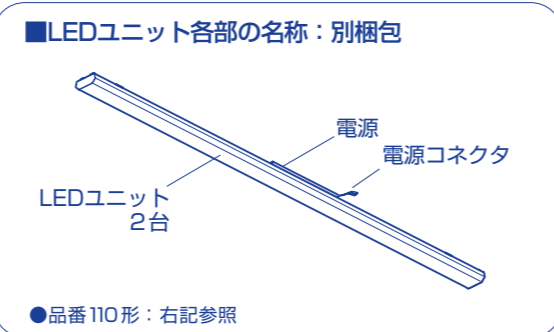 ■LEDユニット各部の名称：別梱包
電源
電源コネクタ
LEDユニット
2台
●品番110形：右記参照